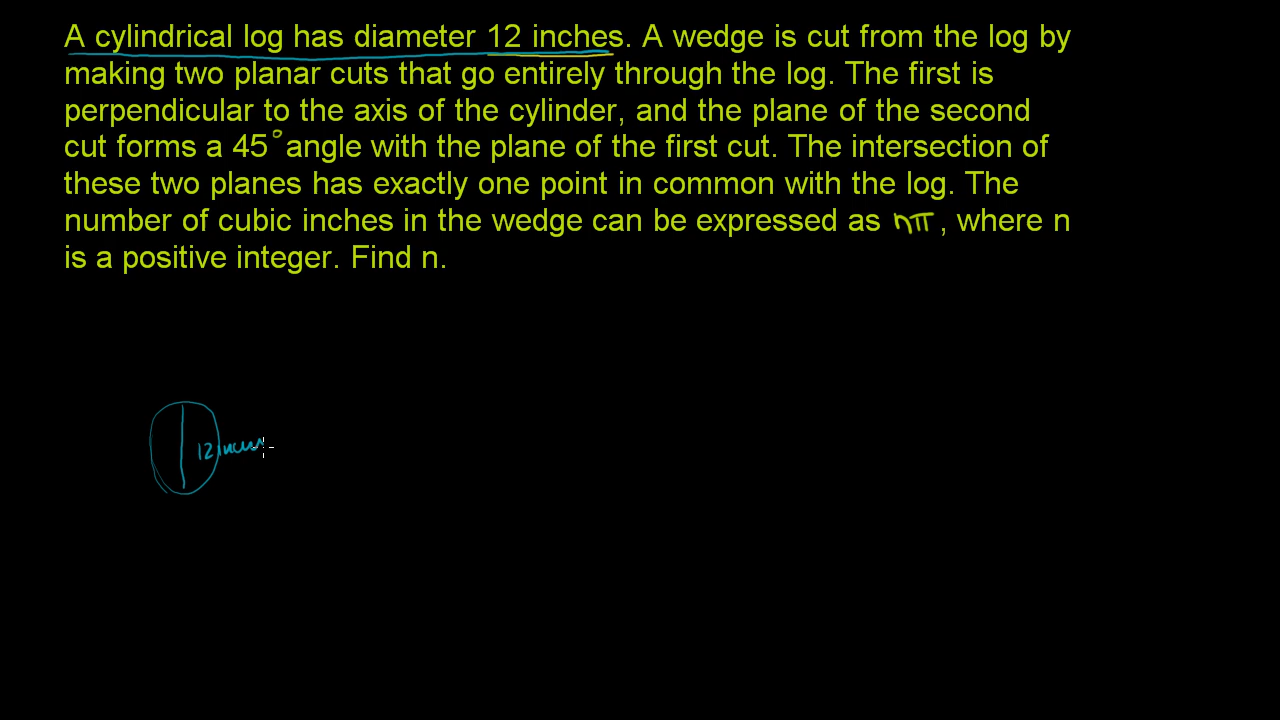 A cylindrical log has diameter 12 inches. A wedge is cut from the log by
making two planar cuts that go entirely through the log. The first is
perpendicular to the axis of the cylinder, and the plane of the second
cut forms a 45° angle with the plane of the first cut. The intersection of
these two planes has exactly one point in common with the log. The
number of cubic inches in the wedge can be expressed as nπ, where n
is a positive integer. Find n.
12